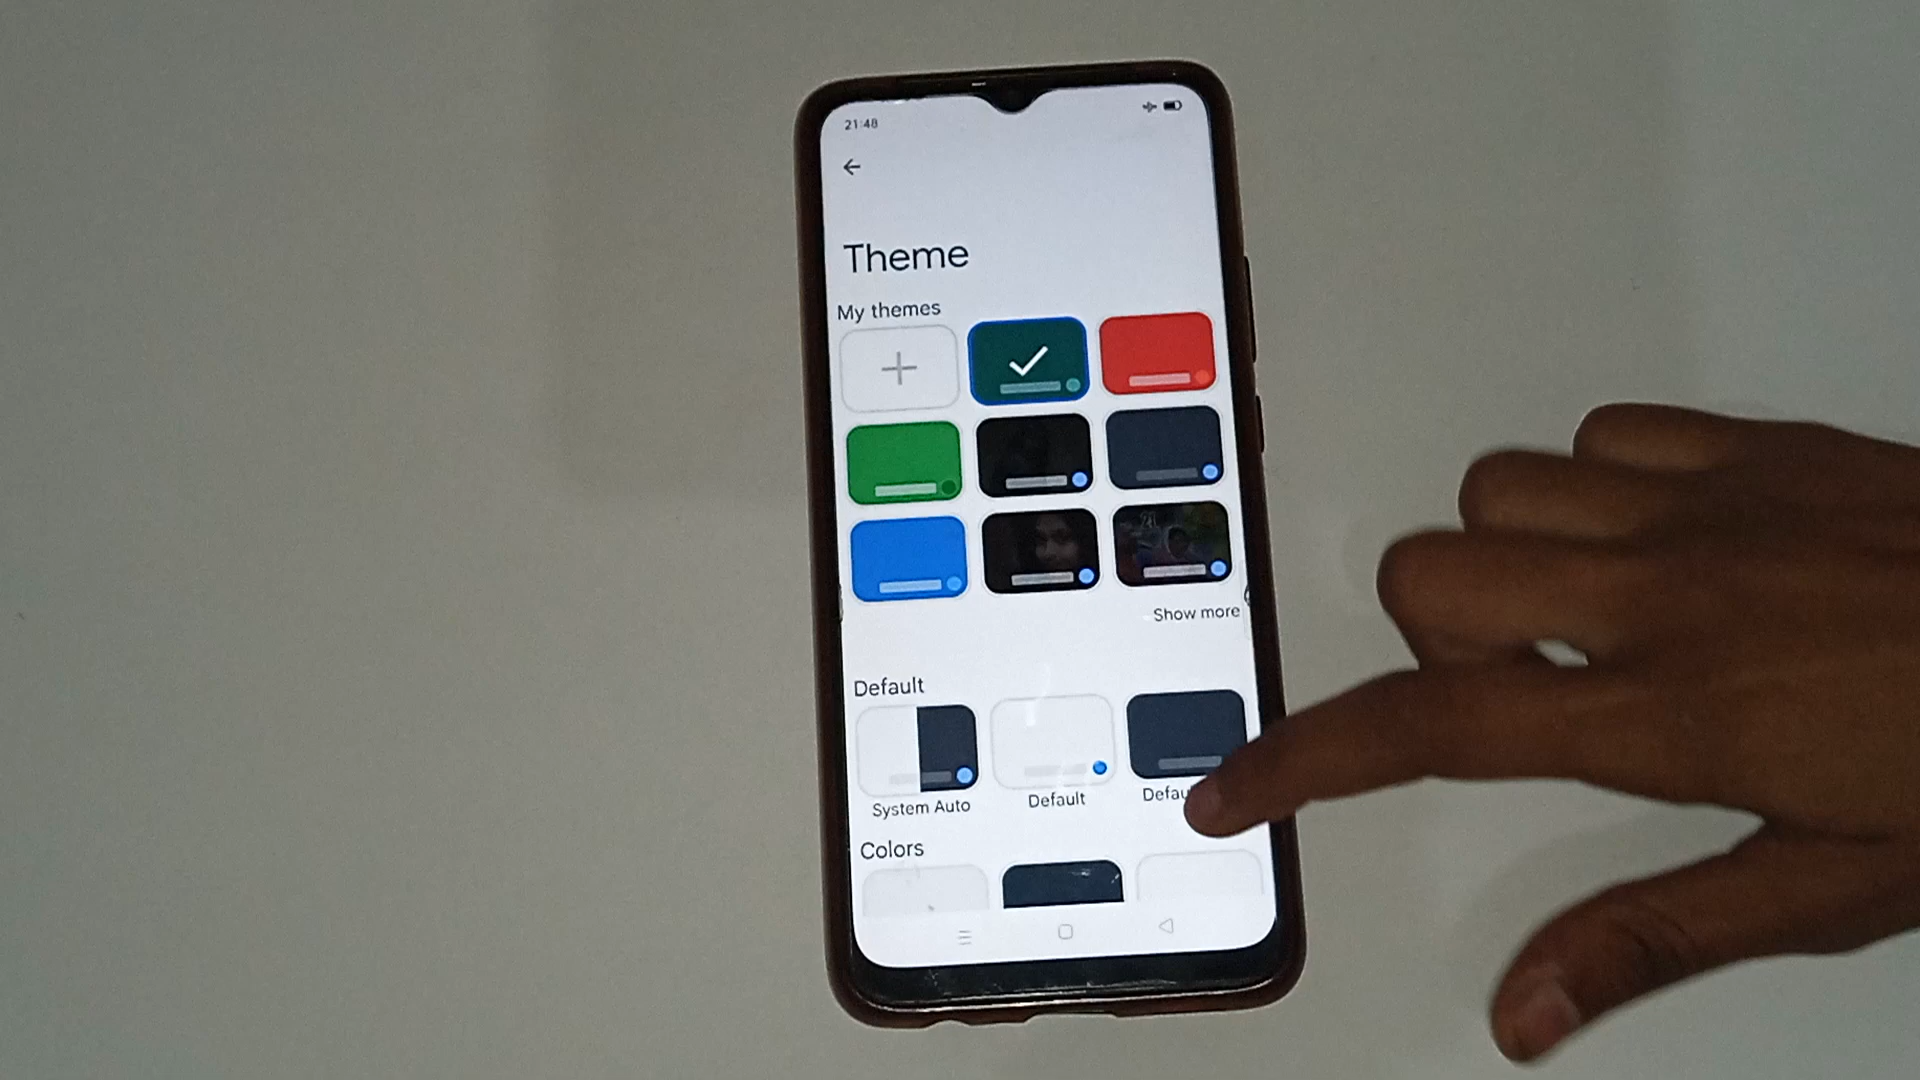 21:48
Theme
My themes
Show more
Default
System Auto
Default
Colors